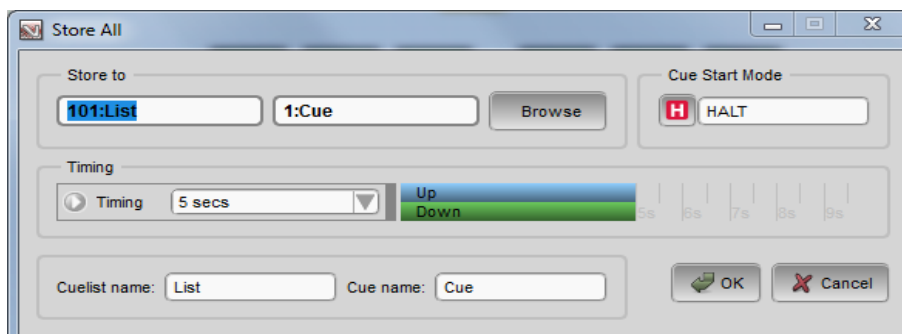 Store All
Store to
Cue Start Mode
101:List 1:Cue Browse H HALT
Timing
Timing 5 secs Up
Down
5s 6s 7s 8s 9s
Cuelist name: List Cue name: Cue OK Cancel